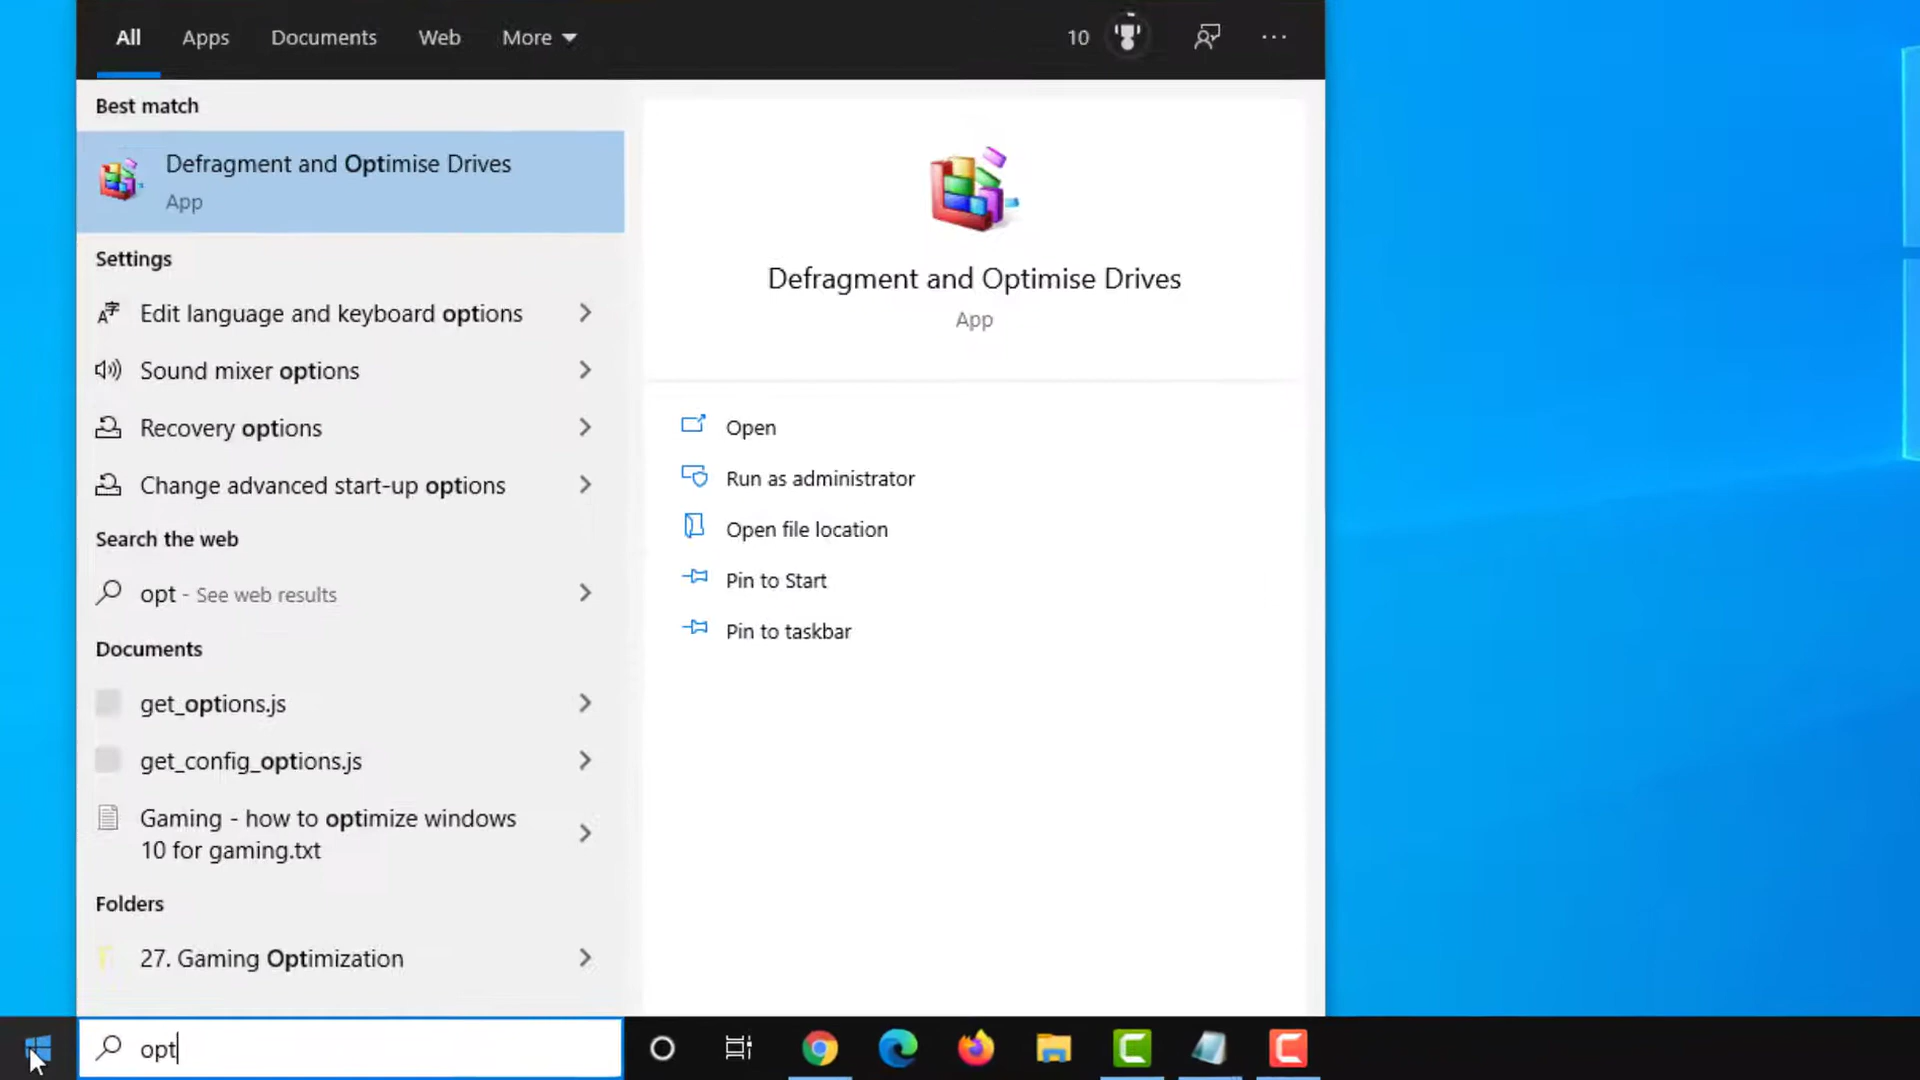 All Apps Documents Web More 10
Best match
Defragment and Optimise Drives
App
Settings
Edit language and keyboard options
Sound mixer options
Recovery options
Change advanced start-up options
Search the web
opt - See web results
Documents
get_options.js
get_config_options.js
Gaming - how to optimize windows
10 for gaming.txt
Folders
27. Gaming Optimization
Defragment and Optimise Drives
App
Open
Run as administrator
Open file location
Pin to Start
Pin to taskbar
opt